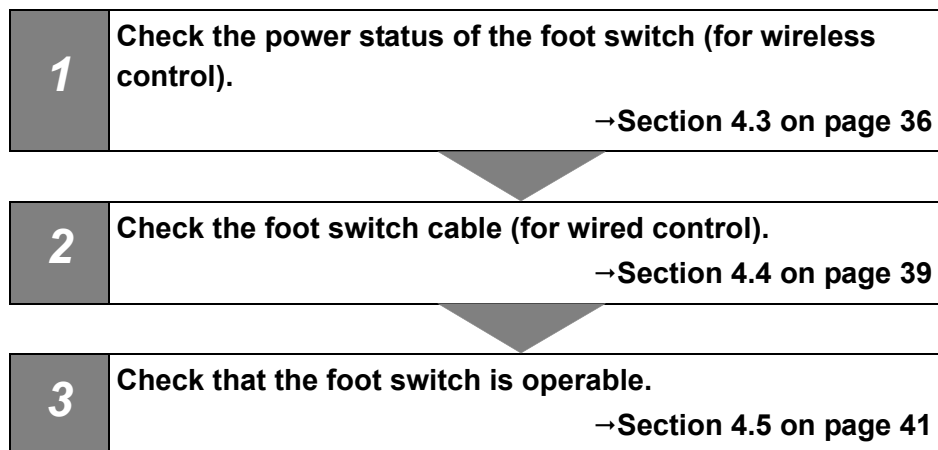 1
Check the power status of the foot switch (for wireless
control).
→Section 4.3 on page 36
2
Check the foot switch cable (for wired control).
→Section 4.4 on page 39
3
Check that the foot switch is operable.
→Section 4.5 on page 41